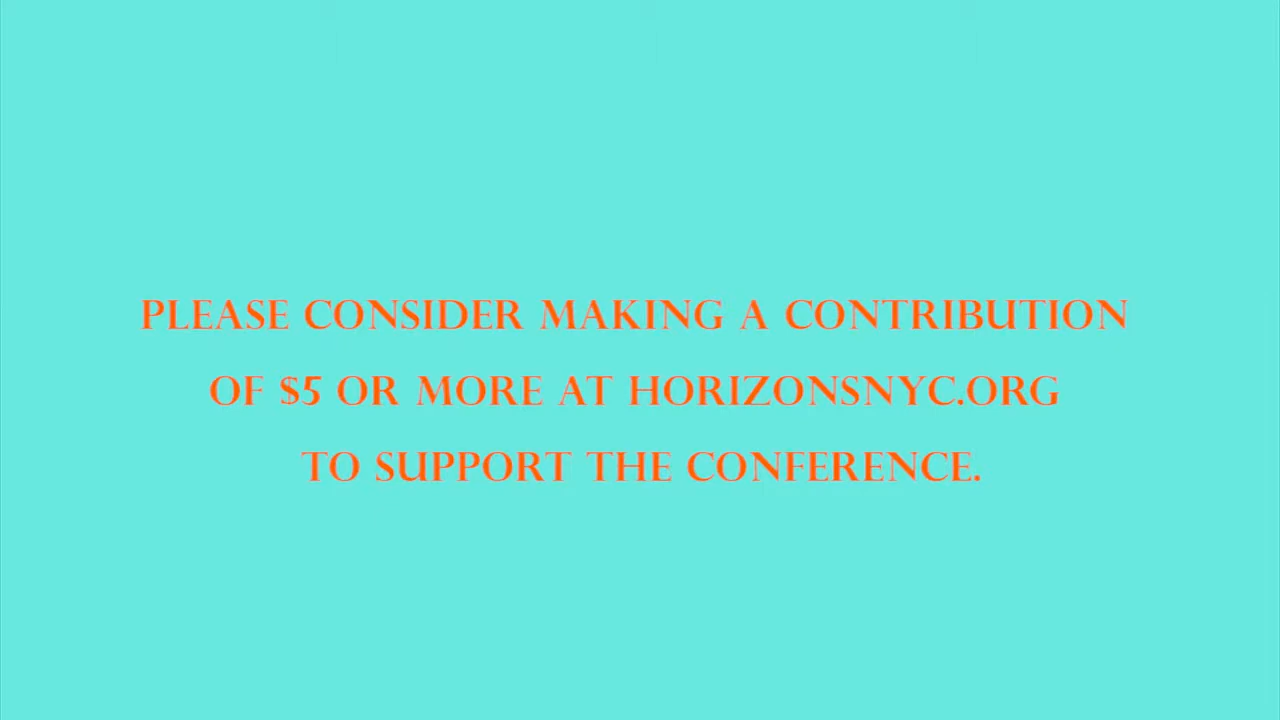 PLEASE CONSIDER MAKING A CONTRIBUTION
OF $5 OR MORE AT HORIZONSNYC.ORG
TO SUPPORT THE CONFERENCE.